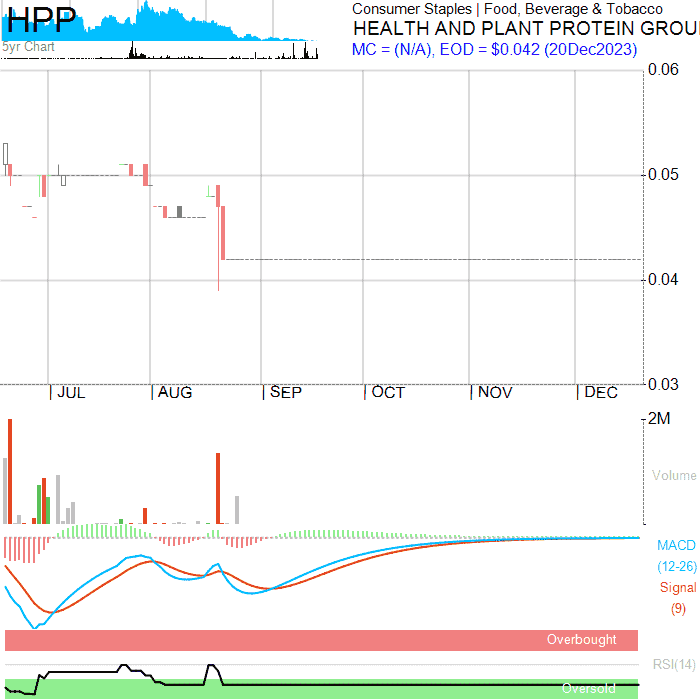 HPP
5yr Chart
Consumer Staples | Food, Beverage & Tobacco
HEALTH AND PLANT PROTEIN GROU
MC = (N/A), EOD = $0.042 (20Dec2023)
0.06
0.05
0.04
0.03
JUL AUG SEP OCT NOV DEC
2M
Volume
MACD
(12-26)
Signal
(9)
Overbought
RSI(14)
Oversold